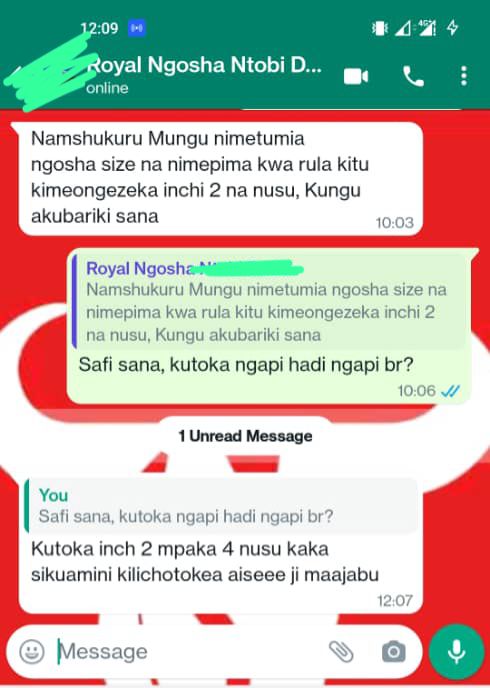 12:09
4G
Royal Ngosha Ntobi D...
online
Namshukuru Mungu nimetumia
ngosha size na nimepima kwa rula kitu
kimeongezeka inchi 2 na nusu, Kungu
akubariki sana
10:03
Royal Ngosha
Namshukuru Mungu nimetumia ngosha size na
nimepima kwa rula kitu kimeongezeka inchi 2
na nusu, Kungu akubariki sana
Safi sana, kutoka ngapi hadi ngapi br?
10:06
1 Unread Message
You
Safi sana, kutoka ngapi hadi ngapi br?
Kutoka inch 2 mpaka 4 nusu kaka
sikuamini kilichotokea aiseee ji maajabu
12:07
Message